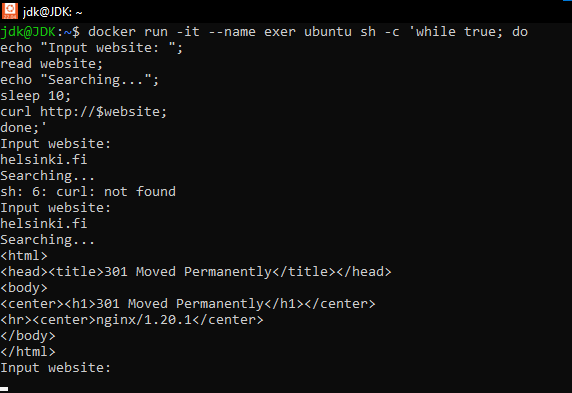 jdk@JDK: ~
jdk@JDK:~$ docker run -it --name exer ubuntu sh -c 'while true; do
echo "Input website: ";
read website;
echo "Searching...";
sleep 10;
curl http://$website;
done;'
Input website:
helsinki.fi
Searching...
sh: 6: curl: not found
Input website:
helsinki.fi
Searching...
<html>
<head><title>301 Moved Permanently</title></head>
<body>
<center><h1>301 Moved Permanently</h1></center>
<hr><center>nginx/1.20.1</center>
</body>
</html>
Input website: